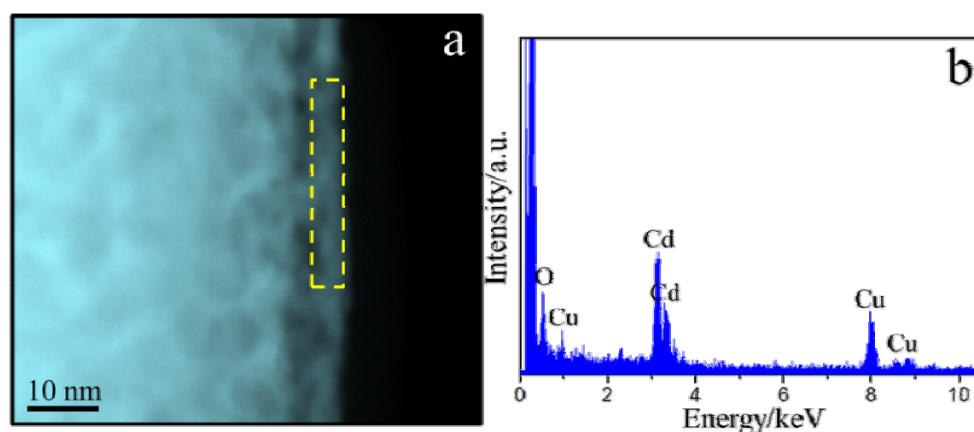 a
10 nm
b
Intensity/a.u.
O
Cu
Cd
Cd
Cu
Cu
0
2
4
6
8
10
Energy/keV